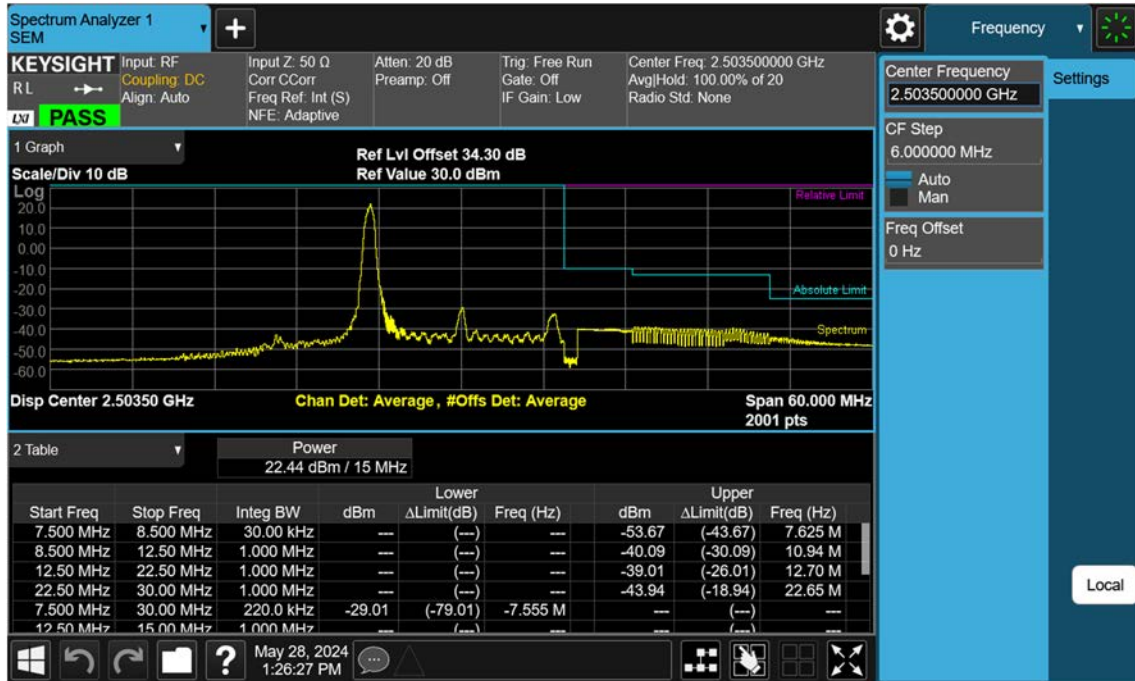 Spectrum Analyzer 1
SEM
Frequency
KEYSIGHT
RL
LXI PASS
Input: RF
Coupling: DC
Align: Auto
Input Z: 50 Ω
Corr CCorr
Freq Ref: Int (S)
NFE: Adaptive
Atten: 20 dB
Preamp: Off
Trig: Free Run
Gate: Off
IF Gain: Low
Center Freq: 2.503500000 GHz
Avg|Hold: 100.00% of 20
Radio Std: None
Center Frequency
2.503500000 GHz
Settings
CF Step
6.000000 MHz
Auto
Man
Freq Offset
0 Hz
1 Graph
Scale/Div 10 dB
Ref Lvl Offset 34.30 dB
Ref Value 30.0 dBm
Log
20.0
10.0
0.00
-10.0
-20.0
-30.0
-40.0
-50.0
-60.0
Relative Limit
Absolute Limit
Spectrum
Disp Center 2.50350 GHz
Chan Det: Average, #Offs Det: Average
Span 60.000 MHz
2001 pts
2 Table
Power
22.44 dBm / 15 MHz
Lower Upper
Start Freq Stop Freq Integ BW dBm ΔLimit(dB) Freq (Hz) dBm ΔLimit(dB) Freq (Hz)
7.500 MHz 8.500 MHz 30.00 kHz --- (---) --- -53.67 (-43.67) 7.625 M
8.500 MHz 12.50 MHz 1.000 MHz --- (---) --- -40.09 (-30.09) 10.94 M
12.50 MHz 22.50 MHz 1.000 MHz --- (---) --- -39.01 (-26.01) 12.70 M
22.50 MHz 30.00 MHz 1.000 MHz --- (---) --- -43.94 (-18.94) 22.65 M
7.500 MHz 30.00 MHz 220.0 kHz -29.01 (-79.01) -7.555 M --- (---) ---
12.50 MHz 15.00 MHz 1.000 MHz --- (---) --- --- (---) ---
Local
May 28, 2024
1:26:27 PM